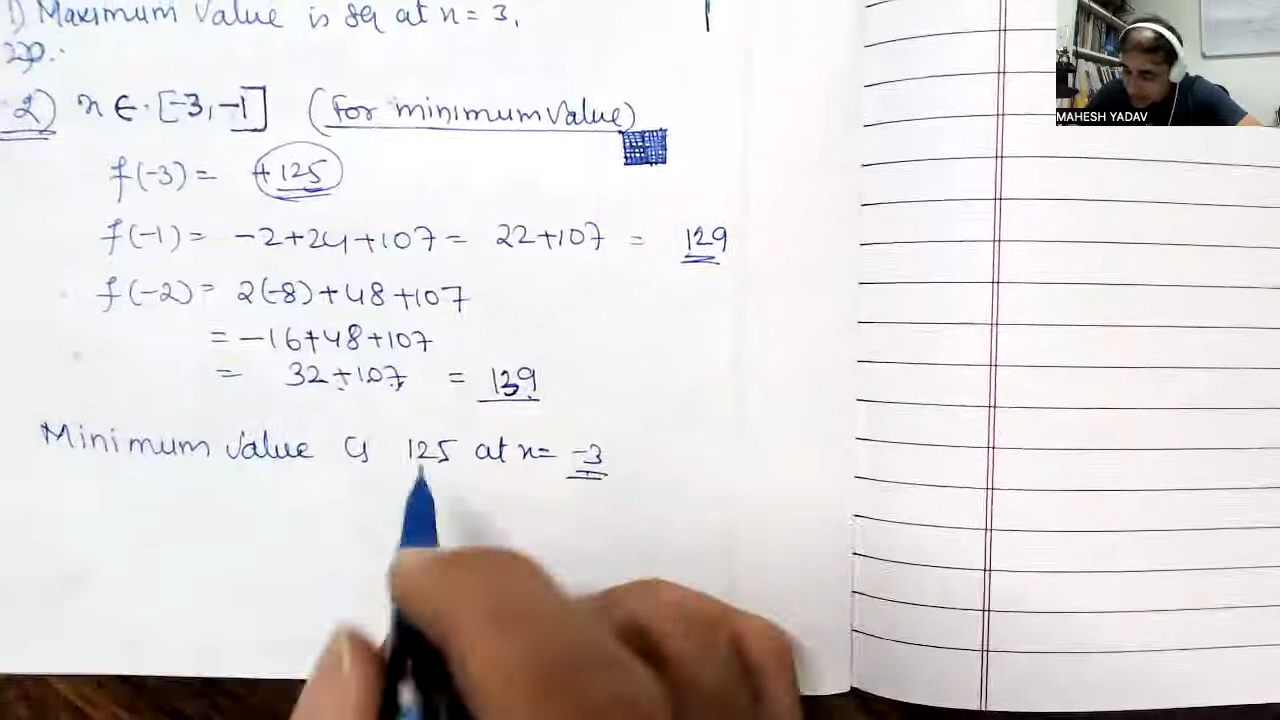 1) Maximum Value is 89 at x = 3,
2) x ∈ [-3, -1] (For minimum value)
MAHESH YADAV
f(-3) = +125
f(-1) = -2+24+107 = 22+107 = 129
f(-2) = 2(-8)+48+107
= -16+48+107
= 32+107 = 139
Minimum value is 125 at x = -3